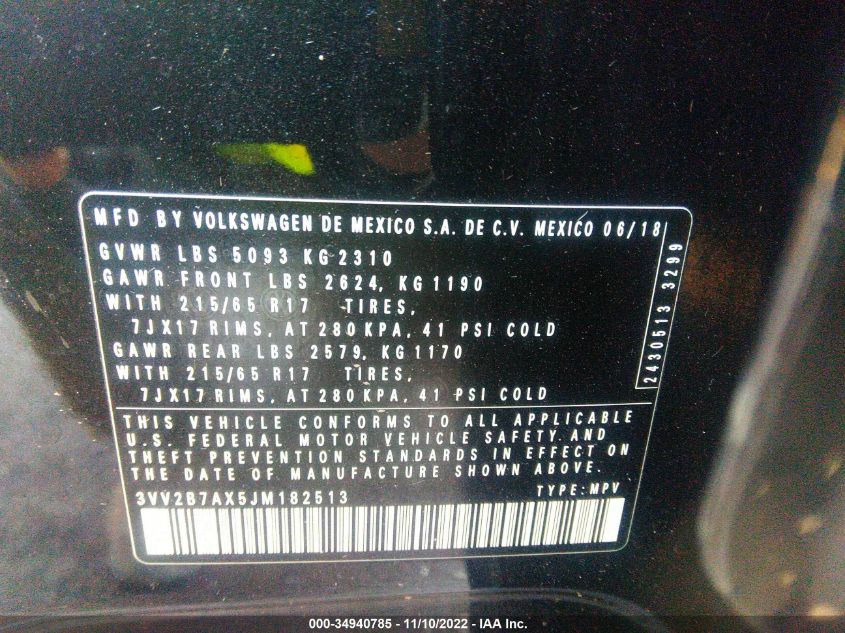 MFD BY VOLKSWAGEN DE MEXICO S.A. DE C.V. MEXICO 06/18
GVWR LBS 5093 KG 2310
GAWR FRONT LBS 2624, KG 1190
WITH 215/65 R17 TIRES,
7JX17 RIMS, AT 280 KPA, 41 PSI COLD
GAWR REAR LBS 2579, KG 1170
WITH 215/65 R17 TIRES,
7JX17 RIMS, AT 280 KPA, 41 PSI COLD
2430513 3299
THIS VEHICLE CONFORMS TO ALL APPLICABLE
U.S. FEDERAL MOTOR VEHICLE SAFETY AND
THEFT PREVENTION STANDARDS IN EFFECT ON
THE DATE OF MANUFACTURE SHOWN ABOVE.
3VV2B7AX5JM182513 TYPE: MPV
000-34940785 - 11/10/2022 - IAA Inc.